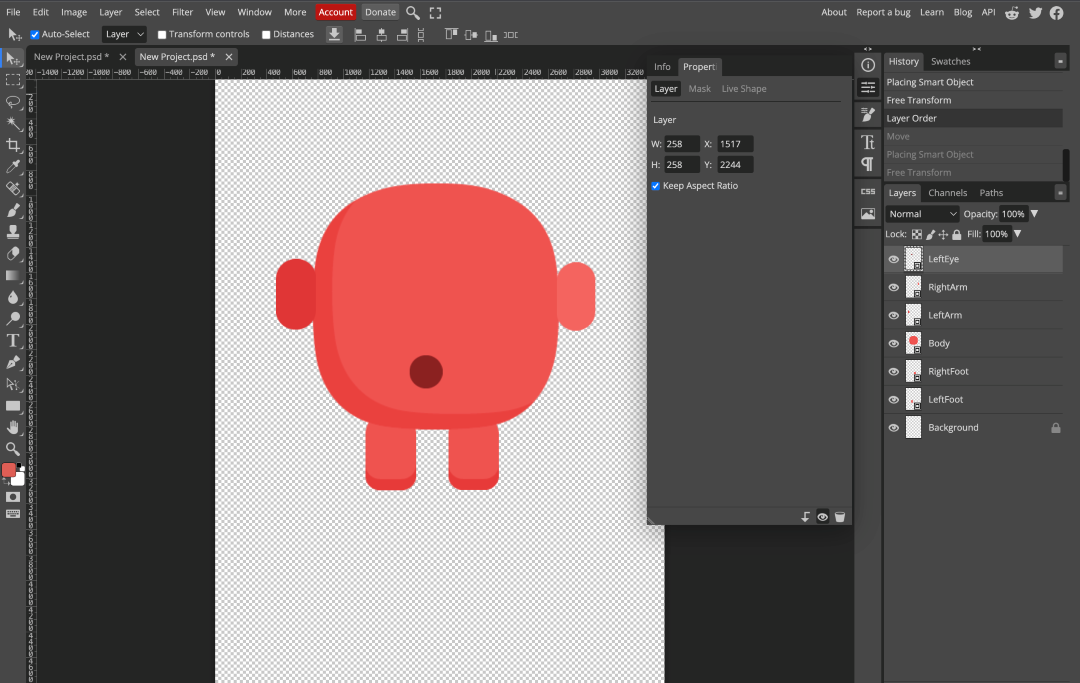 File Edit Image Layer Select Filter View Window More Account Donate About Report a bug Learn Blog API
Auto-Select Layer Transform controls Distances
New Project.psd * New Project.psd *
-1400 -1200 -1000 -800 -600 -400 -200 0 200 400 600 800 1000 1200 1400 1600 1800 2000 2200 2400 2600 2800 3000 3200
Info Propert
Layer Mask Live Shape
Layer
W: 258 X: 1517
H: 258 Y: 2244
Keep Aspect Ratio
CSS
History Swatches
Placing Smart Object
Free Transform
Layer Order
Move
Placing Smart Object
Free Transform
Layers Channels Paths
Normal Opacity: 100%
Lock: Fill: 100%
LeftEye
RightArm
LeftArm
Body
RightFoot
LeftFoot
Background